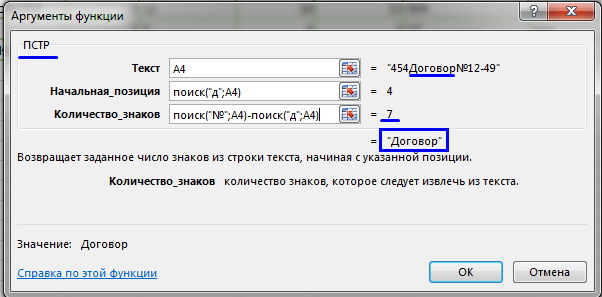 Аргументы функции
ПСТР
Текст A4 = "454Договор№12-49"
Начальная_позиция поиск("д";A4) = 4
Количество_знаков поиск("№";A4)-поиск("д";A4) = 7
= "Договор"
Возвращает заданное число знаков из строки текста, начиная с указанной позиции.
Количество_знаков количество знаков, которое следует извлечь из текста.
Значение: Договор
Справка по этой функции ОК Отмена